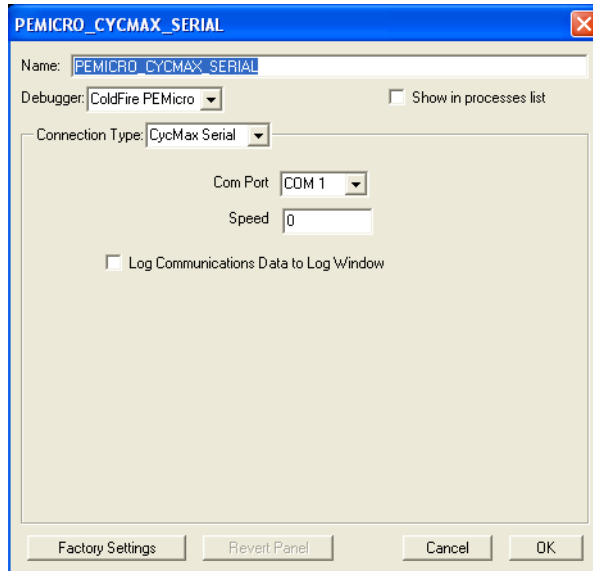 PEMICRO_CYCMAX_SERIAL
Name: PEMICRO_CYCMAX_SERIAL
Debugger: ColdFire PEMicro Show in processes list
Connection Type: CycMax Serial
Com Port COM 1
Speed 0
Log Communications Data to Log Window
Factory Settings Revert Panel Cancel OK